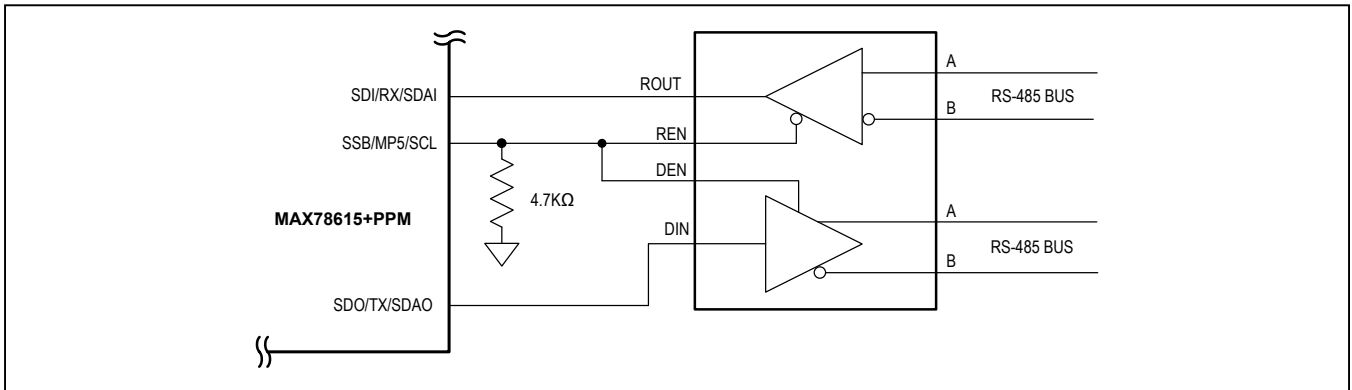 SDI/RX/SDAI
SSB/MP5/SCL
MAX78615+PPM
SDO/TX/SDAO
4.7KΩ
ROUT
REN
DEN
DIN
A
RS-485 BUS
B
A
RS-485 BUS
B